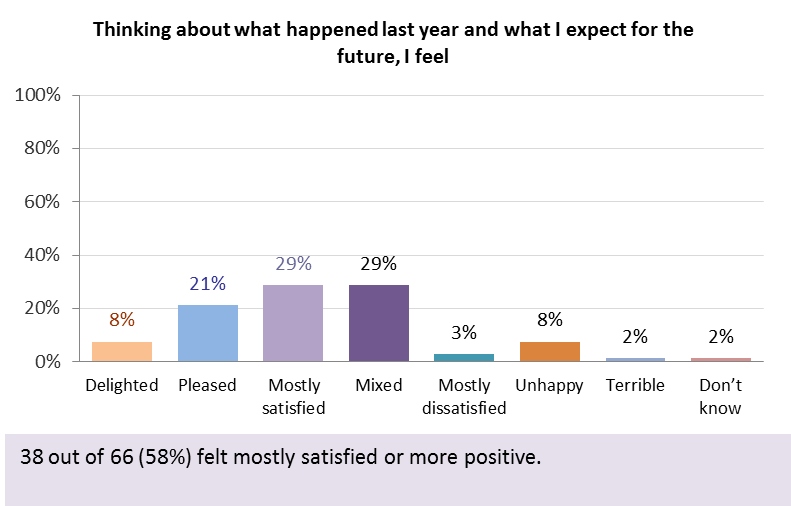 Thinking about what happened last year and what I expect for the
future, I feel
100%
80%
60%
40%
20%
0%
8%
21%
29%
29%
3%
8%
2%
2%
Delighted
Pleased
Mostly
satisfied
Mixed
Mostly
dissatisfied
Unhappy
Terrible
Don’t
know
38 out of 66 (58%) felt mostly satisfied or more positive.